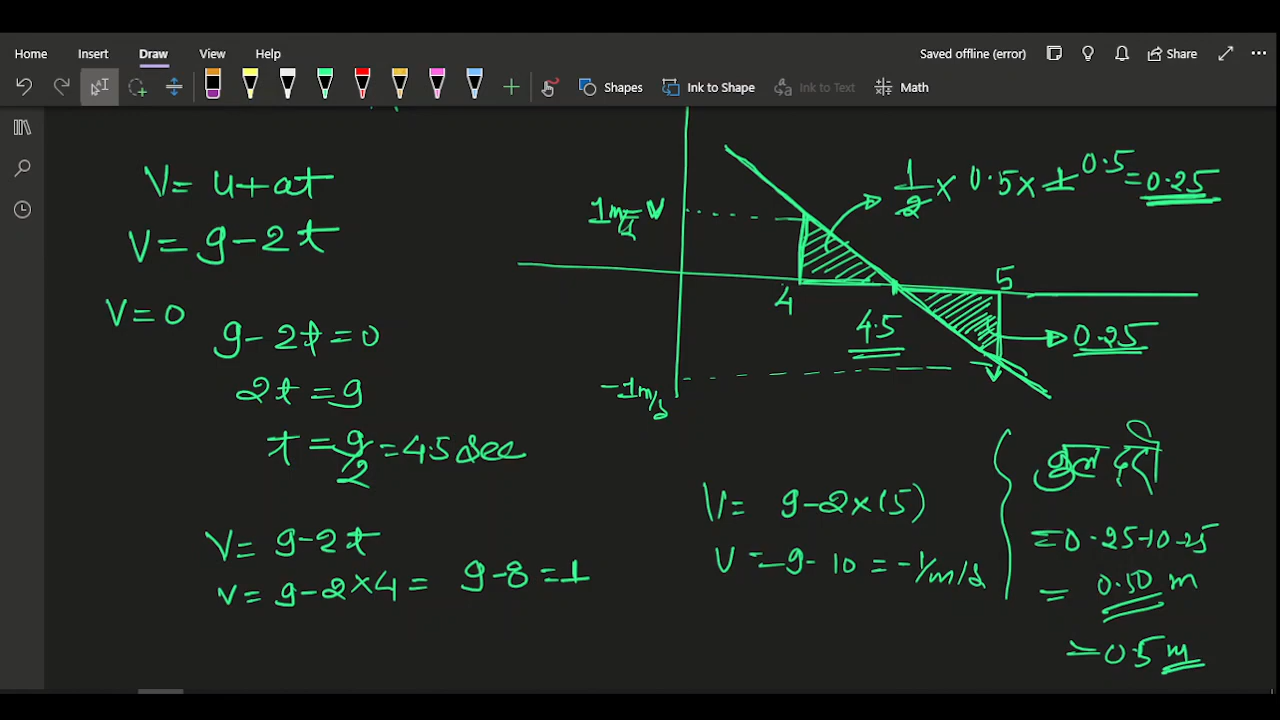 Home Insert Draw View Help Saved offline (error) Share
Shapes Ink to Shape Ink to Text Math
V = u+at
V = 9-2t
V=0
9-2t=0
2t=9
t = 9/2 = 4.5 sec
V= 9-2t
V= 9-2×4 = 9-8=1
1/2 × 0.5 × 1 0.5 = 0.25
V
4
4.5
5
0.25
-1m/s
V= 9-2×(5)
V = 9-10 = -1m/s
कुल दूरी
=0.25+0.25
= 0.50 m
=0.5 m